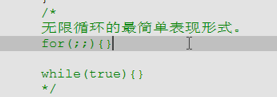 /*
无限循环的最简单表现形式。
for(;;){}
while(true){}
*/